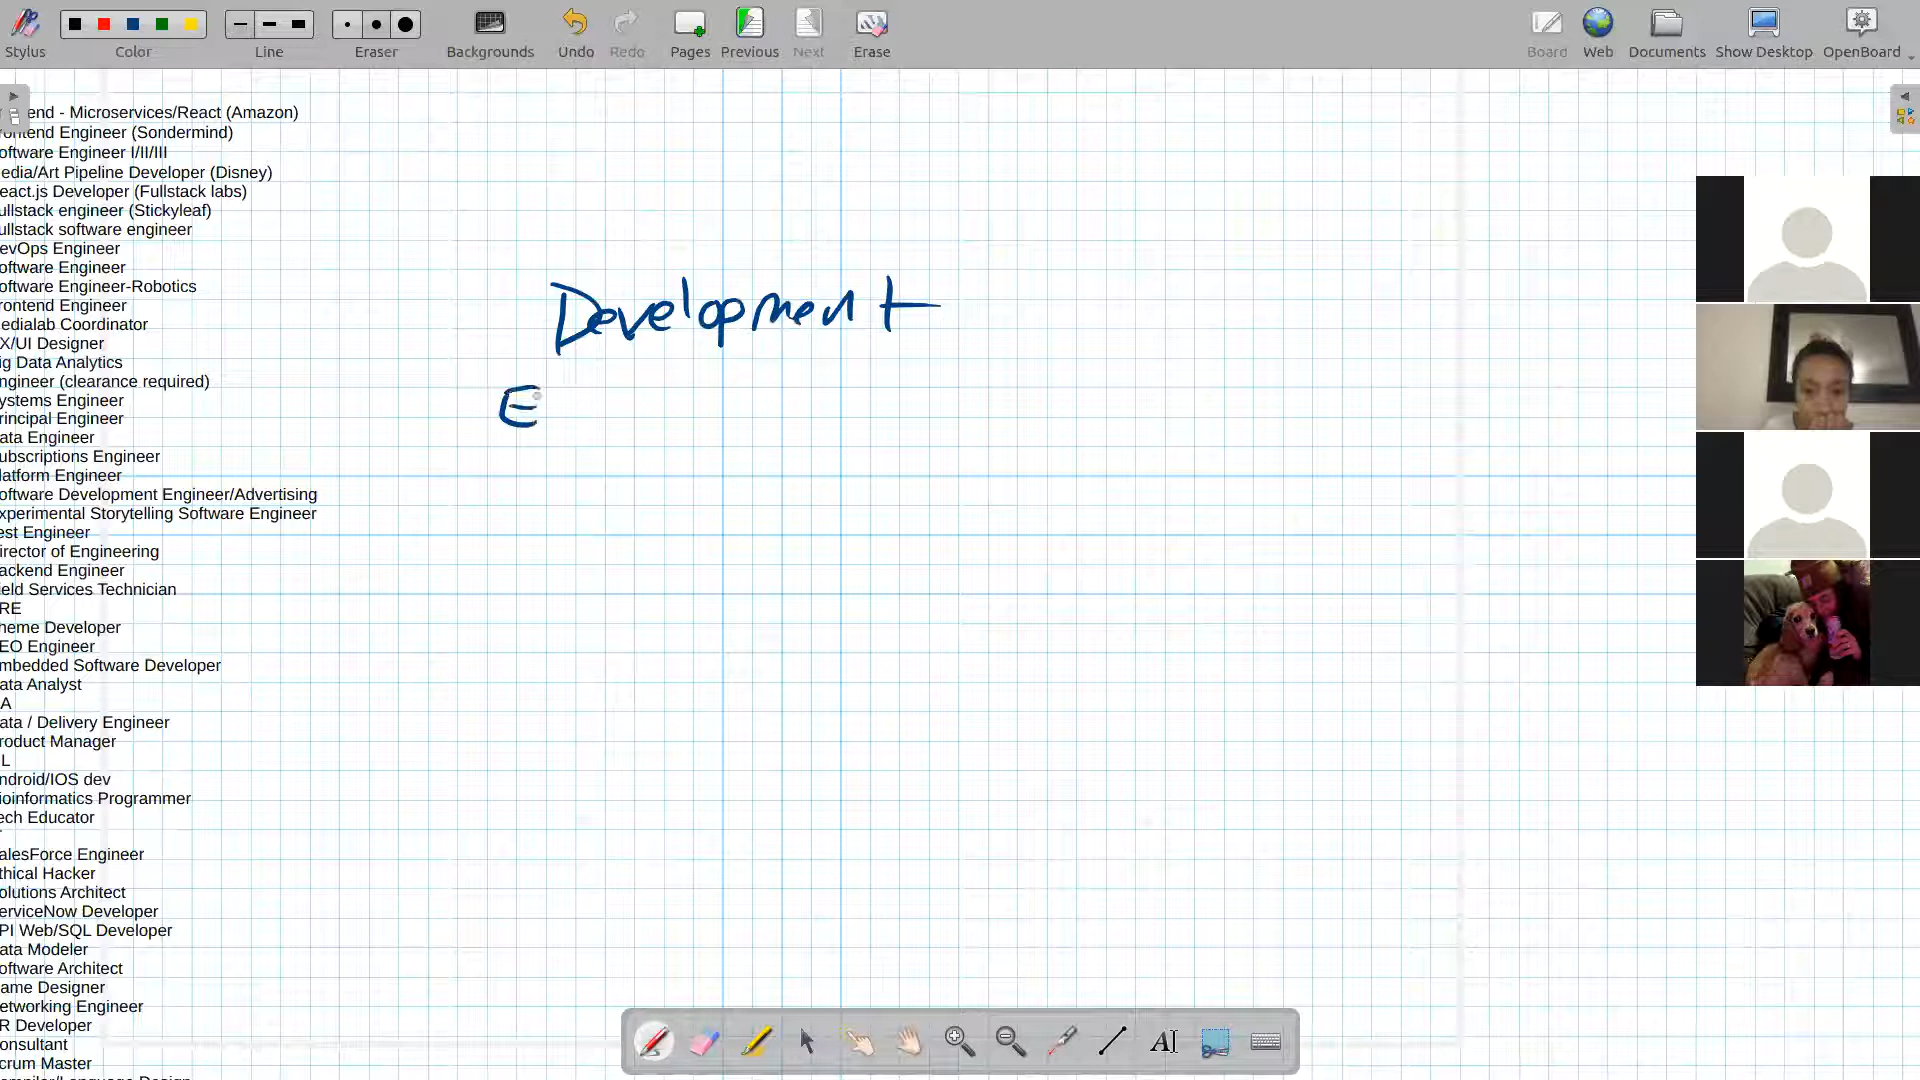 Stylus
Color
Line
Eraser
Backgrounds
Undo
Redo
Pages
Previous
Next
Erase
Board
Web
Documents
Show Desktop
OpenBoard
end - Microservices/React (Amazon)
ontend Engineer (Sondermind)
oftware Engineer I/II/III
edia/Art Pipeline Developer (Disney)
eact.js Developer (Fullstack labs)
ullstack engineer (Stickyleaf)
ullstack software engineer
evOps Engineer
oftware Engineer
oftware Engineer-Robotics
rontend Engineer
edialab Coordinator
X/UI Designer
ig Data Analytics
ngineer (clearance required)
ystems Engineer
rincipal Engineer
ata Engineer
ubscriptions Engineer
latform Engineer
oftware Development Engineer/Advertising
xperimental Storytelling Software Engineer
est Engineer
irector of Engineering
ackend Engineer
ield Services Technician
RE
heme Developer
EO Engineer
mbedded Software Developer
ata Analyst
A
ata / Delivery Engineer
roduct Manager
L
ndroid/IOS dev
ioinformatics Programmer
ech Educator
alesForce Engineer
thical Hacker
olutions Architect
erviceNow Developer
PI Web/SQL Developer
ata Modeler
oftware Architect
ame Designer
etworking Engineer
R Developer
onsultant
crum Master
Development
E